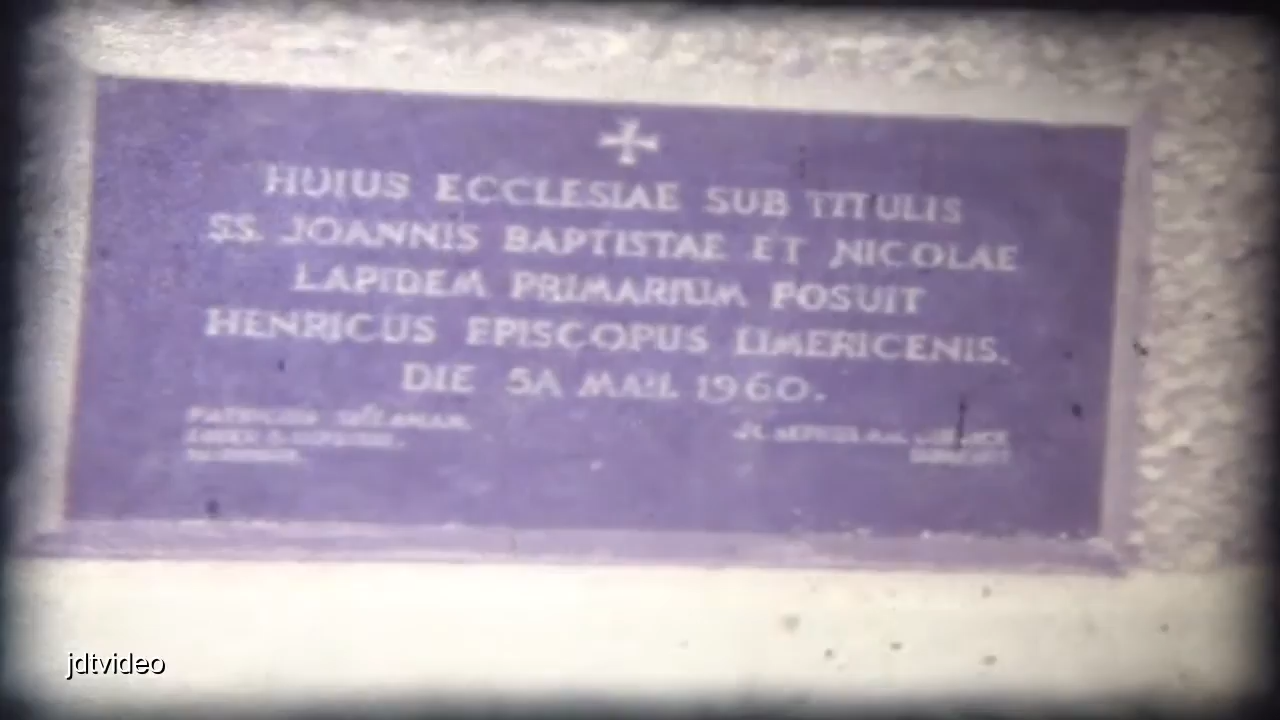 HUIUS ECCLESIAE SUB TITULIS
SS. JOANNIS BAPTISTAE ET NICOLAE
LAPIDEM PRIMARIUM POSUIT
HENRICUS EPISCOPUS LIMERICENIS.
DIE 5A MAII. 1960.
jdtvideo